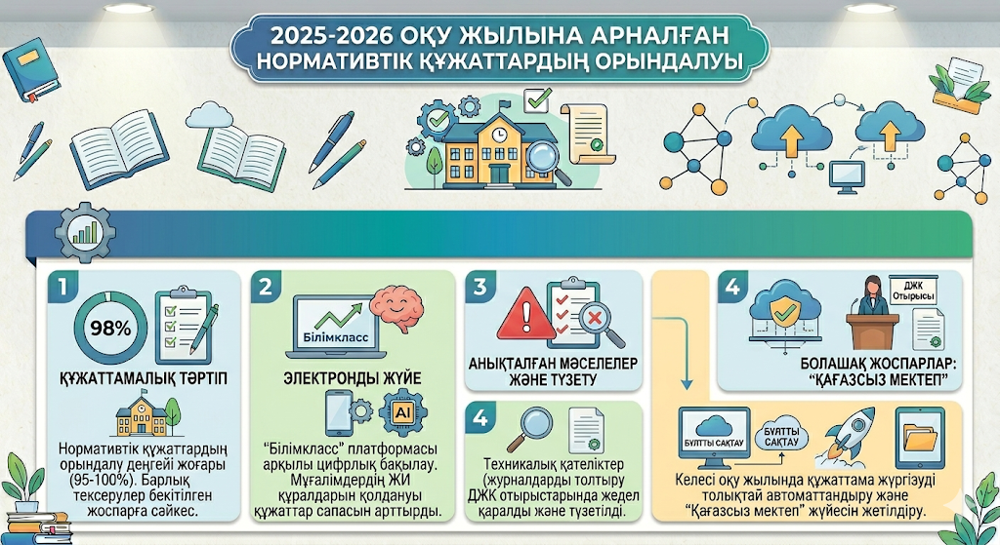 2025-2026 ОҚУ ЖЫЛЫНА АРНАЛҒАН
НОРМАТИВТІК ҚҰЖАТТАРДЫҢ ОРЫНДАЛУЫ
1
98%
ҚҰЖАТТАМАЛЫҚ ТӘРТІП
Нормативтік құжаттардың
орындалу деңгейі жоғары
(95-100%). Барлық
тексерулер бекітілген
жоспарға сәйкес.
2
Білімкласс
ЭЛЕКТРОНДЫ ЖҮЙЕ
AI
"Білімкласс" платформасы
арқылы цифрлық бақылау.
Мұғалімдердің ЖИ
құралдарын қолдануы
құжаттар сапасын арттырды.
3
АНЫҚТАЛҒАН МӘСЕЛЕЛЕР
ЖӘНЕ ТҮЗЕТУ
4
Техникалық қателіктер
(журналдарды толтыру
ДЖК отырыстарында жедел
қаралды және түзетілді.
4
ДЖК
Отырысы
БОЛАШАҚ ЖОСПАРЛАР:
"ҚАҒАЗСЫЗ МЕКТЕП"
БҰЛТТЫ САҚТАУ
БҰЛТТЫ
САҚТАУ
Келесі оқу жылында құжаттама жүргізуді
толықтай автоматтандыру және
"Қағазсыз мектеп" жүйесін жетілдіру.